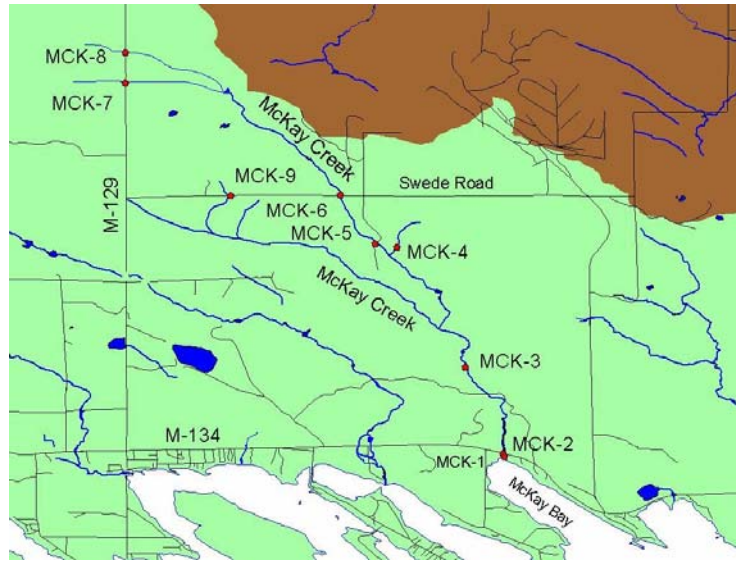 MCK-8
MCK-7
McKay Creek
MCK-9
Swede Road
M-129
MCK-6
MCK-5
MCK-4
McKay Creek
MCK-3
M-134
MCK-1
MCK-2
McKay Bay